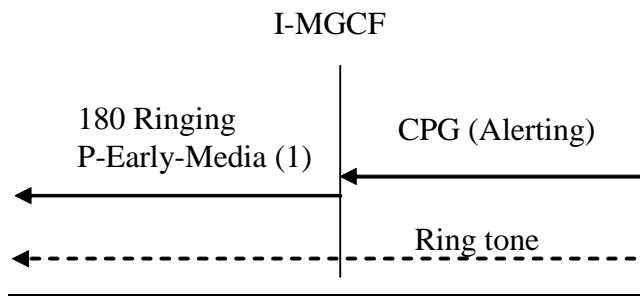 I-MGCF
180 Ringing
P-Early-Media (1)
CPG (Alerting)
Ring tone